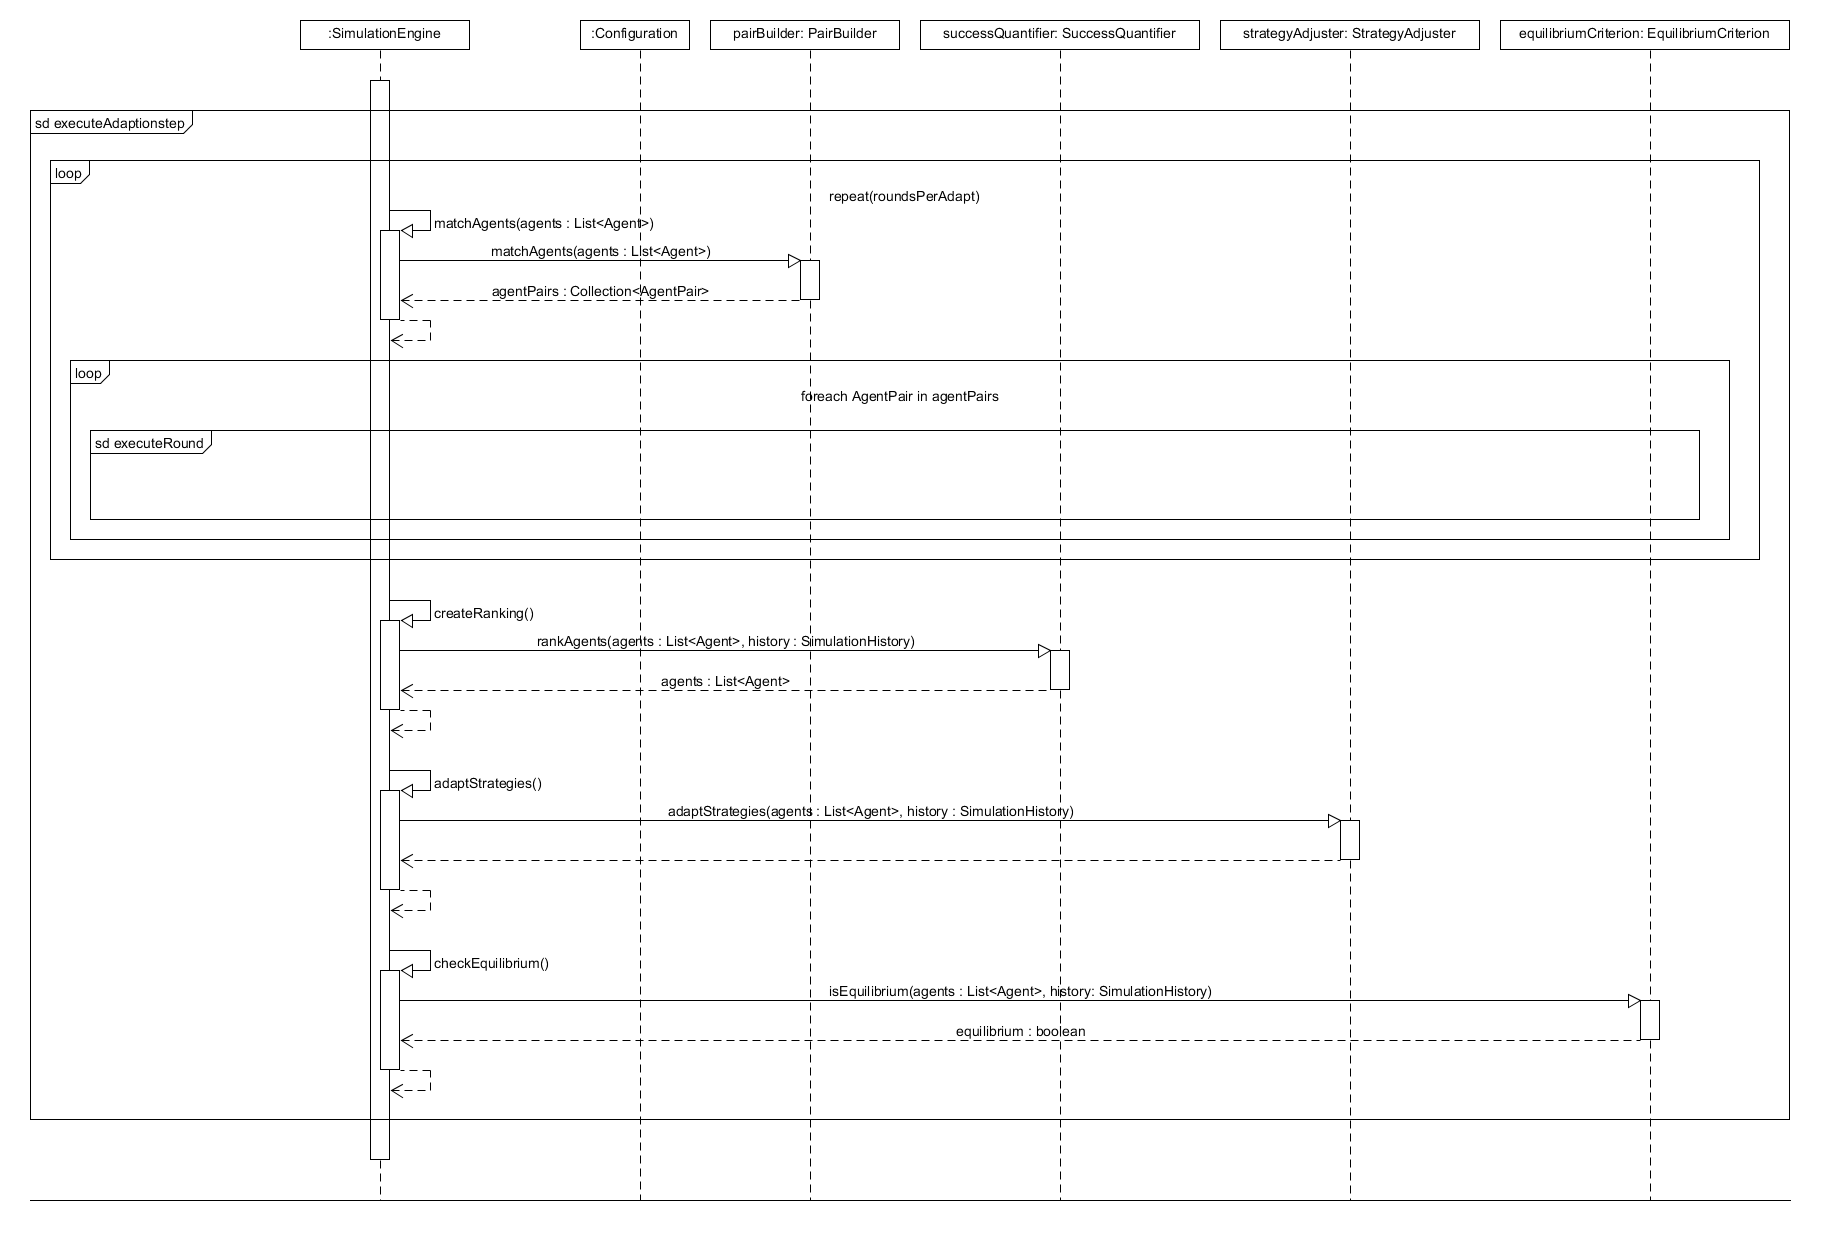 :SimulationEngine
:Configuration
pairBuilder: PairBuilder
successQuantifier: SuccessQuantifier
strategyAdjuster: StrategyAdjuster
equilibriumCriterion: EquilibriumCriterion
sd executeAdaptionstep
loop
repeat(roundsPerAdapt)
matchAgents(agents : List<Agent>)
matchAgents(agents : List<Agent>)
agentPairs : Collection<AgentPair>
loop
foreach AgentPair in agentPairs
sd executeRound
createRanking()
rankAgents(agents : List<Agent>, history : SimulationHistory)
agents : List<Agent>
adaptStrategies()
adaptStrategies(agents : List<Agent>, history : SimulationHistory)
checkEquilibrium()
isEquilibrium(agents : List<Agent>, history: SimulationHistory)
equilibrium : boolean